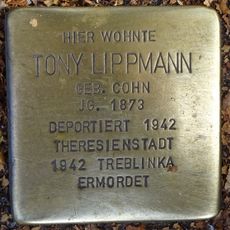 HIER WOHNTE
TONY LIPPMANN
GEB. COHN
JG. 1873
DEPORTIERT 1942
THERESIENSTADT
1942 TREBLINKA
ERMORDET